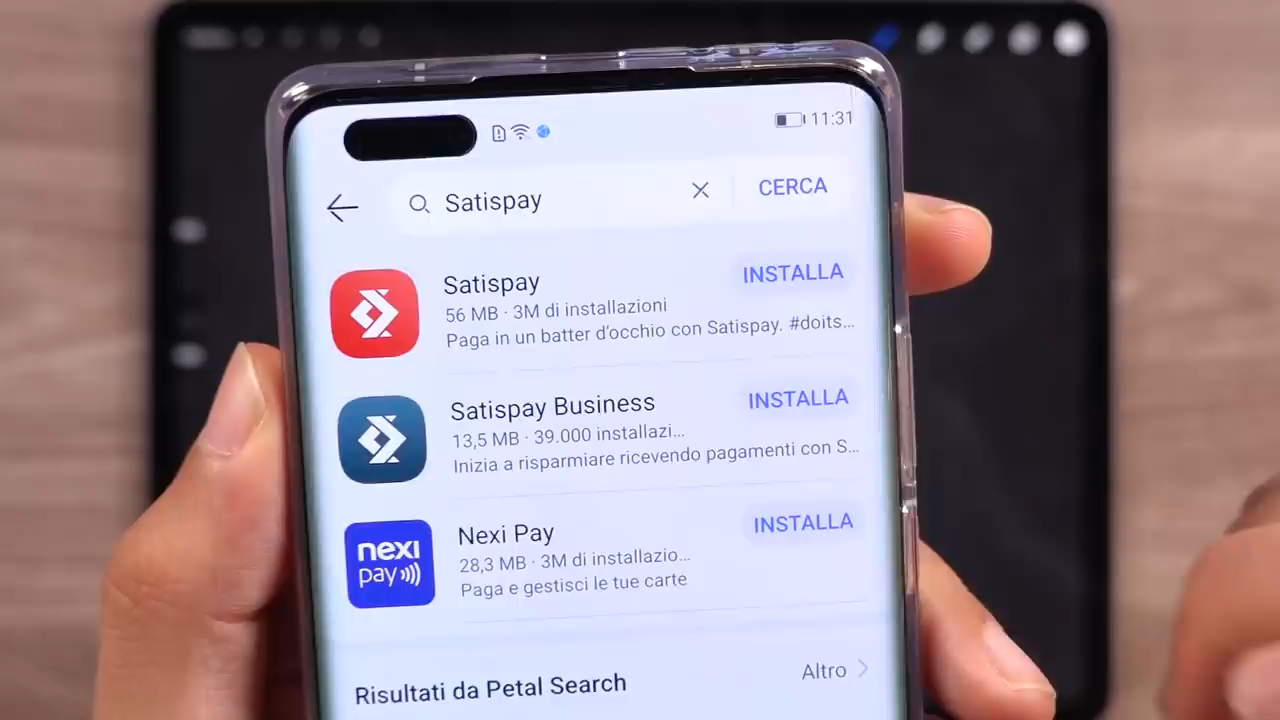 11:31
Satispay
CERCA
Satispay
INSTALLA
56 MB · 3M di installazioni
Paga in un batter d'occhio con Satispay. #doits...
Satispay Business
INSTALLA
13,5 MB · 39.000 installazi...
Inizia a risparmiare ricevendo pagamenti con S...
nexi
pay
Nexi Pay
INSTALLA
28,3 MB · 3M di installazio...
Paga e gestisci le tue carte
Risultati da Petal Search
Altro